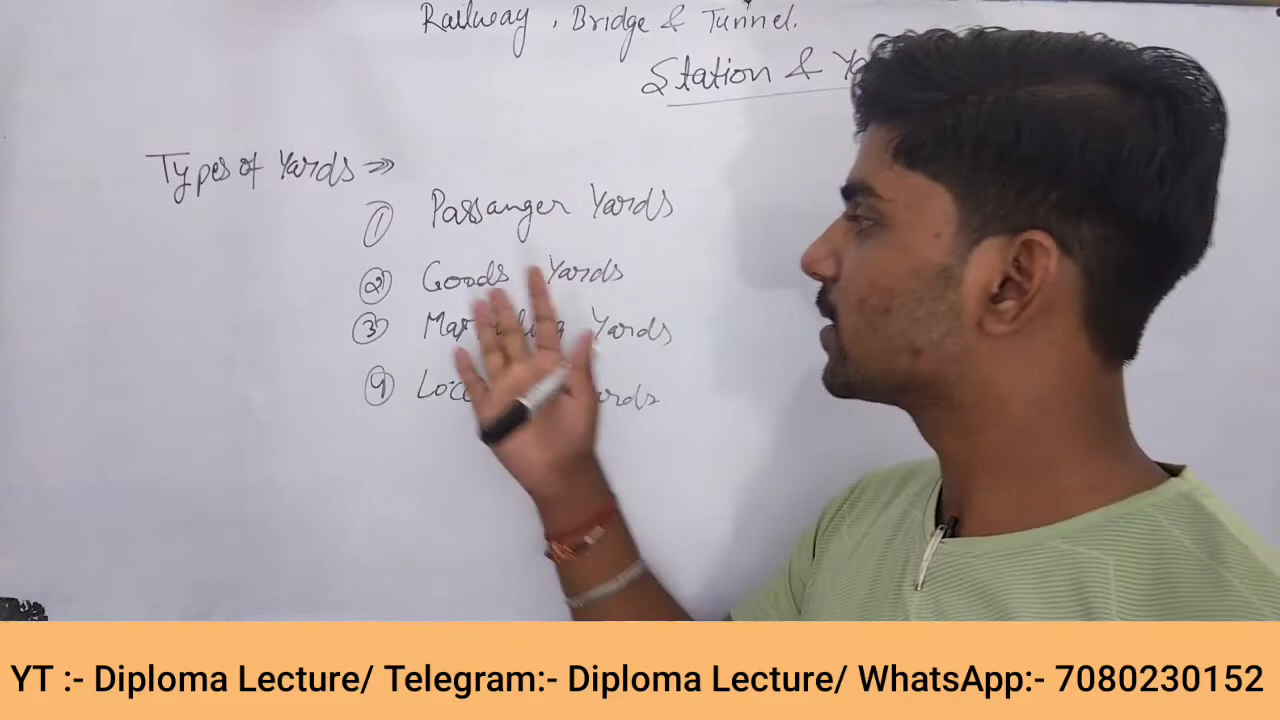 Railway, Bridge & Tunnel.
Station &
Types of Yards ⇒
① Passanger Yards
② Goods Yards
③ Yards
④
YT :- Diploma Lecture/ Telegram:- Diploma Lecture/ WhatsApp:- 7080230152